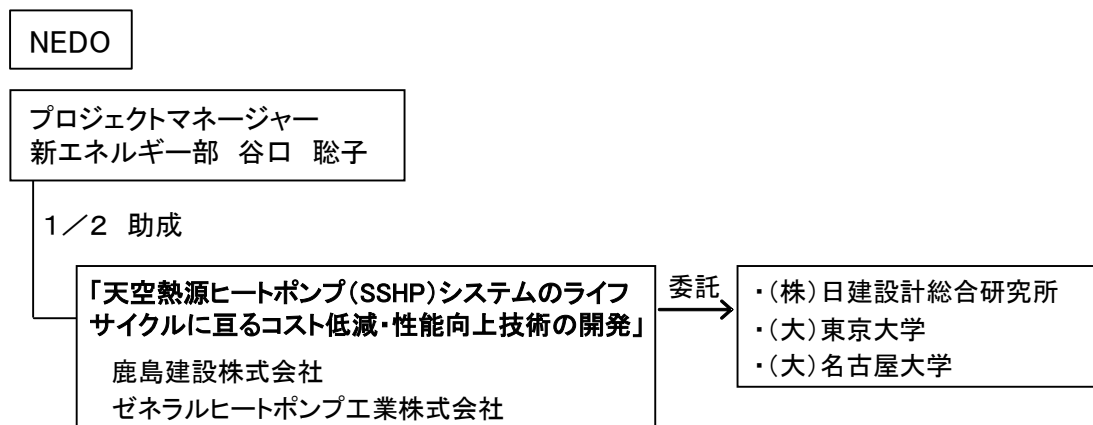 NEDO
プロジェクトマネージャー
新エネルギー部 谷口 聡子
1／2 助成
「天空熱源ヒートポンプ（SSHP）システムのライフ
サイクルに亘るコスト低減・性能向上技術の開発」
鹿島建設株式会社
ゼネラルヒートポンプ工業株式会社
委託
・（株）日建設計総合研究所
・（大）東京大学
・（大）名古屋大学